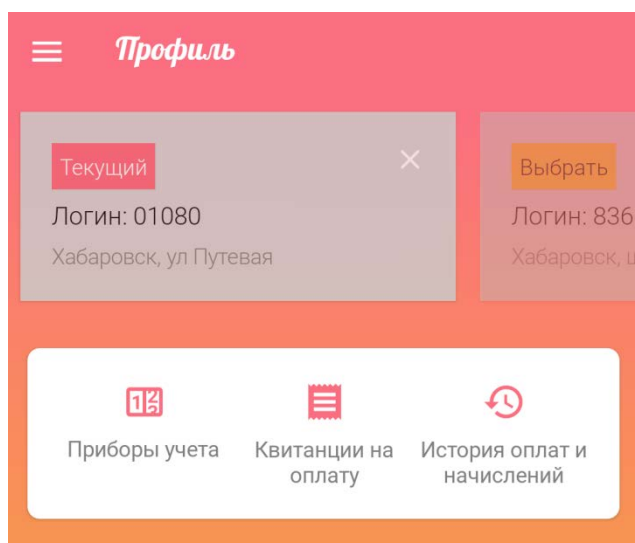 Профиль
Текущий
Логин: 01080
Хабаровск, ул Путевая
Выбрать
Логин: 836
Хабаровск,
Приборы учета
Квитанции на
оплату
История оплат и
начислений